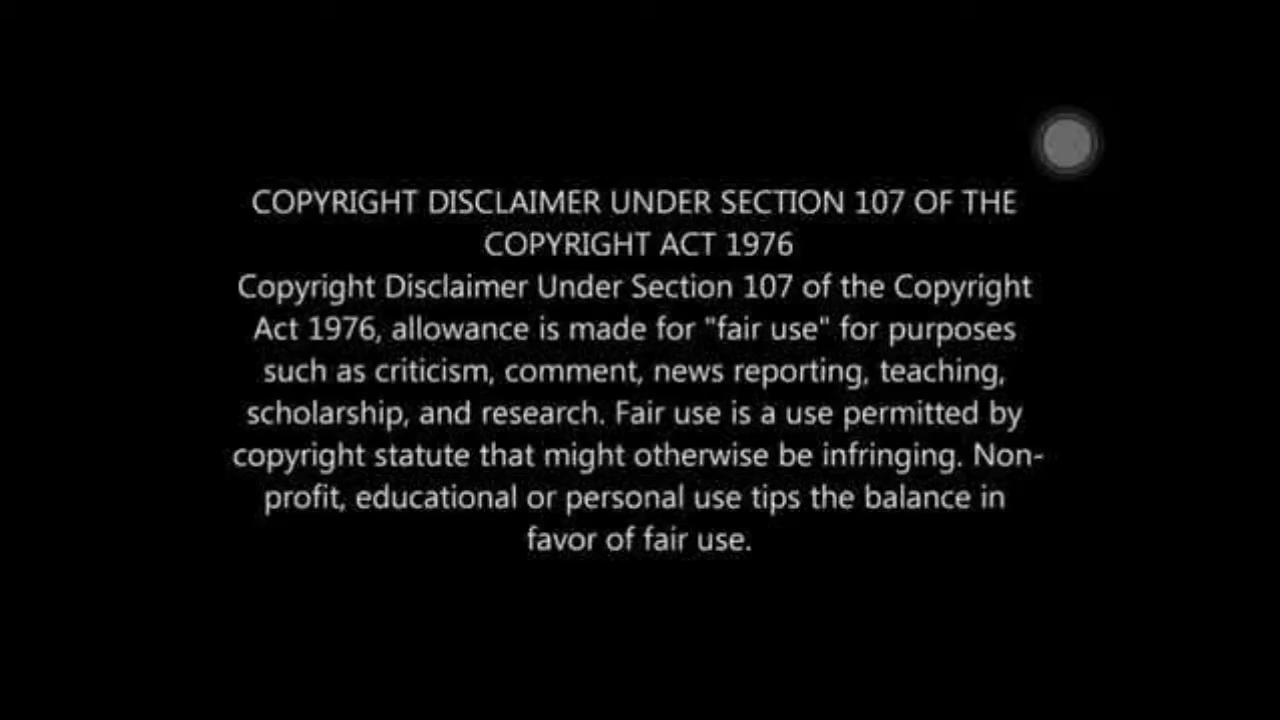 COPYRIGHT DISCLAIMER UNDER SECTION 107 OF THE
COPYRIGHT ACT 1976
Copyright Disclaimer Under Section 107 of the Copyright
Act 1976, allowance is made for "fair use" for purposes
such as criticism, comment, news reporting, teaching,
scholarship, and research. Fair use is a use permitted by
copyright statute that might otherwise be infringing. Non-
profit, educational or personal use tips the balance in
favor of fair use.